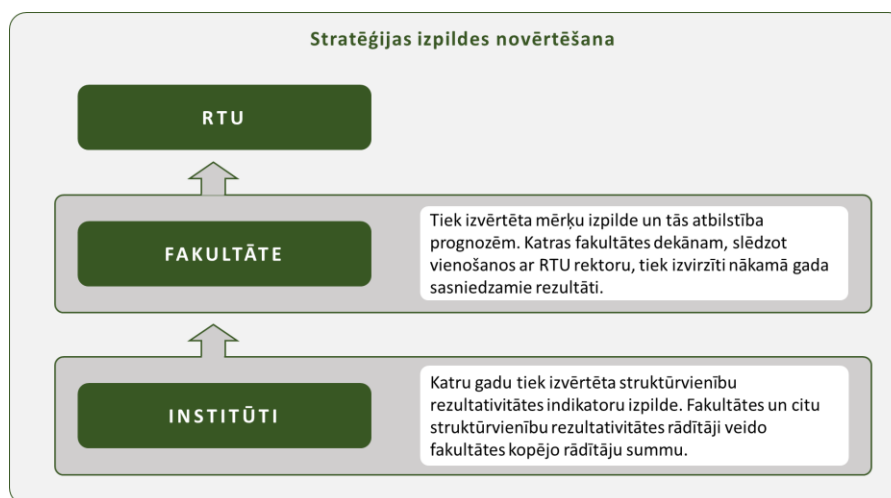 Stratēģijas izpildes novērtēšana
RTU
FAKULTĀTE
Tiek izvērtēta mērķu izpilde un tās atbilstība
prognozēm. Katras fakultātes dekānam, slēdzot
vienošanos ar RTU rektoru, tiek izvirzīti nākamā gada
sasniedzamie rezultāti.
INSTITŪTI
Katru gadu tiek izvērtēta struktūrvienību
rezultativitātes indikatoru izpilde. Fakultātes un citu
struktūrvienību rezultativitātes rādītāji veido
fakultātes kopējo rādītāju summu.